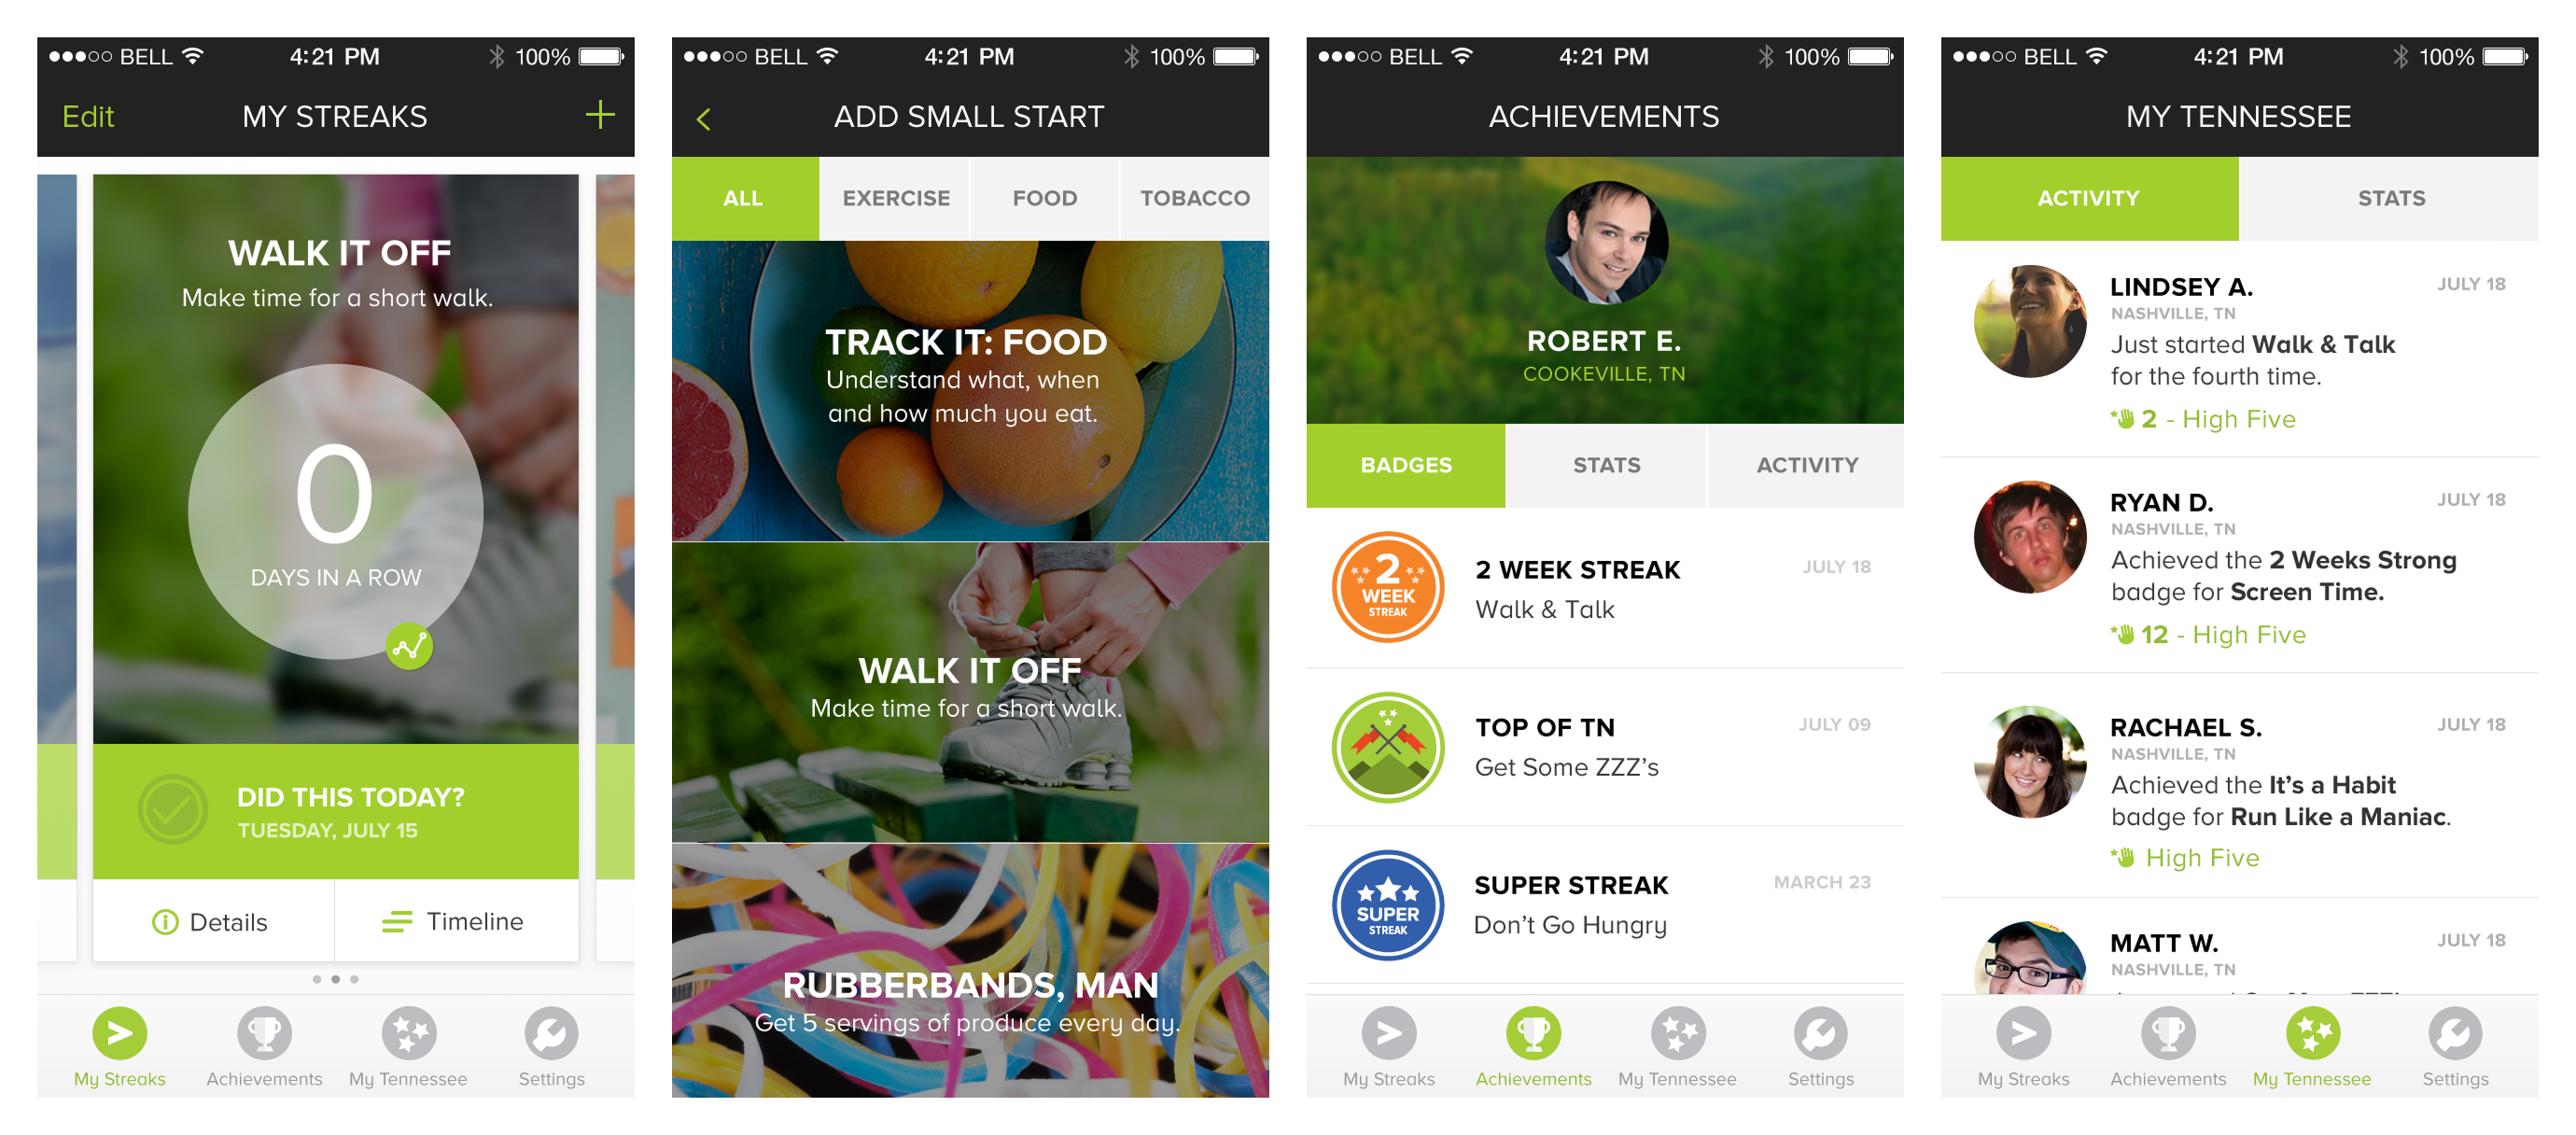 BELL 4:21 PM 100%
Edit MY STREAKS +
WALK IT OFF
Make time for a short walk.
0
DAYS IN A ROW
DID THIS TODAY?
TUESDAY, JULY 15
Details Timeline
My Streaks Achievements My Tennessee Settings
BELL 4:21 PM 100%
ADD SMALL START
ALL EXERCISE FOOD TOBACCO
TRACK IT: FOOD
Understand what, when
and how much you eat.
WALK IT OFF
Make time for a short walk.
RUBBERBANDS, MAN
Get 5 servings of produce every day.
BELL 4:21 PM 100%
ACHIEVEMENTS
ROBERT E.
COOKEVILLE, TN
BADGES STATS ACTIVITY
2
WEEK
STREAK
2 WEEK STREAK JULY 18
Walk & Talk
TOP OF TN JULY 09
Get Some ZZZ’s
SUPER
STREAK
SUPER STREAK MARCH 23
Don’t Go Hungry
My Streaks Achievements My Tennessee Settings
BELL 4:21 PM 100%
MY TENNESSEE
ACTIVITY STATS
LINDSEY A. JULY 18
NASHVILLE, TN
Just started Walk & Talk
for the fourth time.
2 - High Five
RYAN D. JULY 18
NASHVILLE, TN
Achieved the 2 Weeks Strong
badge for Screen Time.
12 - High Five
RACHAEL S. JULY 18
NASHVILLE, TN
Achieved the It’s a Habit
badge for Run Like a Maniac.
High Five
MATT W. JULY 18
NASHVILLE, TN
My Streaks Achievements My Tennessee Settings